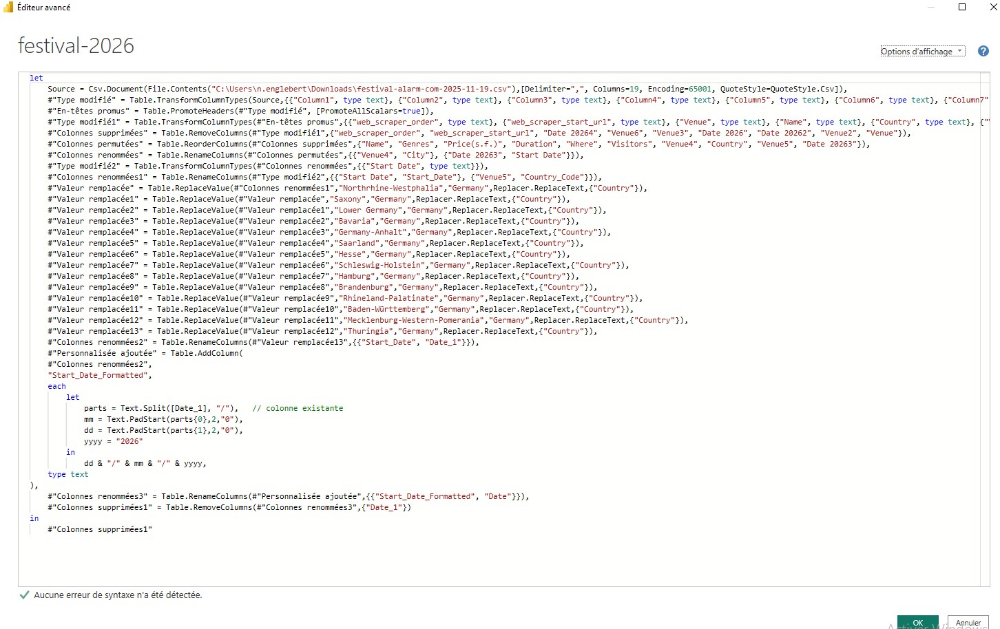 Éditeur avancé
festival-2026
Options d'affichage
?
let
    Source = Csv.Document(File.Contents("C:\Users\n.englebert\Downloads\festival-alarm-com-2025-11-19.csv"),[Delimiter=",", Columns=19, Encoding=65001, QuoteStyle=QuoteStyle.Csv]),
    #"Type modifié" = Table.TransformColumnTypes(Source,{{"Column1", type text}, {"Column2", type text}, {"Column3", type text}, {"Column4", type text}, {"Column5", type text}, {"Column6", type text}, {"Column7"
    #"En-têtes promus" = Table.PromoteHeaders(#"Type modifié", [PromoteAllScalars=true]),
    #"Type modifié1" = Table.TransformColumnTypes(#"En-têtes promus",{{"web_scraper_order", type text}, {"web_scraper_start_url", type text}, {"Venue", type text}, {"Name", type text}, {"Country", type text}, {"
    #"Colonnes supprimées" = Table.RemoveColumns(#"Type modifié1",{"web_scraper_order", "web_scraper_start_url", "Date 20264", "Venue6", "Venue3", "Date 2026", "Date 20262", "Venue2", "Venue"}),
    #"Colonnes permutées" = Table.ReorderColumns(#"Colonnes supprimées",{"Name", "Genres", "Price(s.f.)", "Duration", "Where", "Visitors", "Venue4", "Country", "Venue5", "Date 20263"}),
    #"Colonnes renommées" = Table.RenameColumns(#"Colonnes permutées",{{"Venue4", "City"}, {"Date 20263", "Start Date"}}),
    #"Type modifié2" = Table.TransformColumnTypes(#"Colonnes renommées",{{"Start Date", type text}}),
    #"Colonnes renommées1" = Table.RenameColumns(#"Type modifié2",{{"Start Date", "Start_Date"}, {"Venue5", "Country_Code"}}),
    #"Valeur remplacée" = Table.ReplaceValue(#"Colonnes renommées1","Northrhine-Westphalia","Germany",Replacer.ReplaceText,{"Country"}),
    #"Valeur remplacée1" = Table.ReplaceValue(#"Valeur remplacée","Saxony","Germany",Replacer.ReplaceText,{"Country"}),
    #"Valeur remplacée2" = Table.ReplaceValue(#"Valeur remplacée1","Lower Germany","Germany",Replacer.ReplaceText,{"Country"}),
    #"Valeur remplacée3" = Table.ReplaceValue(#"Valeur remplacée2","Bavaria","Germany",Replacer.ReplaceText,{"Country"}),
    #"Valeur remplacée4" = Table.ReplaceValue(#"Valeur remplacée3","Germany-Anhalt","Germany",Replacer.ReplaceText,{"Country"}),
    #"Valeur remplacée5" = Table.ReplaceValue(#"Valeur remplacée4","Saarland","Germany",Replacer.ReplaceText,{"Country"}),
    #"Valeur remplacée6" = Table.ReplaceValue(#"Valeur remplacée5","Hesse","Germany",Replacer.ReplaceText,{"Country"}),
    #"Valeur remplacée7" = Table.ReplaceValue(#"Valeur remplacée6","Schleswig-Holstein","Germany",Replacer.ReplaceText,{"Country"}),
    #"Valeur remplacée8" = Table.ReplaceValue(#"Valeur remplacée7","Hamburg","Germany",Replacer.ReplaceText,{"Country"}),
    #"Valeur remplacée9" = Table.ReplaceValue(#"Valeur remplacée8","Brandenburg","Germany",Replacer.ReplaceText,{"Country"}),
    #"Valeur remplacée10" = Table.ReplaceValue(#"Valeur remplacée9","Rhineland-Palatinate","Germany",Replacer.ReplaceText,{"Country"}),
    #"Valeur remplacée11" = Table.ReplaceValue(#"Valeur remplacée10","Baden-Württemberg","Germany",Replacer.ReplaceText,{"Country"}),
    #"Valeur remplacée12" = Table.ReplaceValue(#"Valeur remplacée11","Mecklenburg-Western-Pomerania","Germany",Replacer.ReplaceText,{"Country"}),
    #"Valeur remplacée13" = Table.ReplaceValue(#"Valeur remplacée12","Thuringia","Germany",Replacer.ReplaceText,{"Country"}),
    #"Colonnes renommées2" = Table.RenameColumns(#"Valeur remplacée13",{{"Start_Date", "Date_1"}}),
    #"Personnalisée ajoutée" = Table.AddColumn(
    #"Colonnes renommées2",
    "Start_Date_Formatted",
    each
        let
            parts = Text.Split([Date_1], "/"),   // colonne existante
            mm = Text.PadStart(parts{0},2,"0"),
            dd = Text.PadStart(parts{1},2,"0"),
            yyyy = "2026"
        in
            dd & "/" & mm & "/" & yyyy,
    type text
),
    #"Colonnes renommées3" = Table.RenameColumns(#"Personnalisée ajoutée",{{"Start_Date_Formatted", "Date"}}),
    #"Colonnes supprimées1" = Table.RemoveColumns(#"Colonnes renommées3",{"Date_1"})
in
    #"Colonnes supprimées1"
Aucune erreur de syntaxe n'a été détectée.
OK
Annuler
Activer Windows